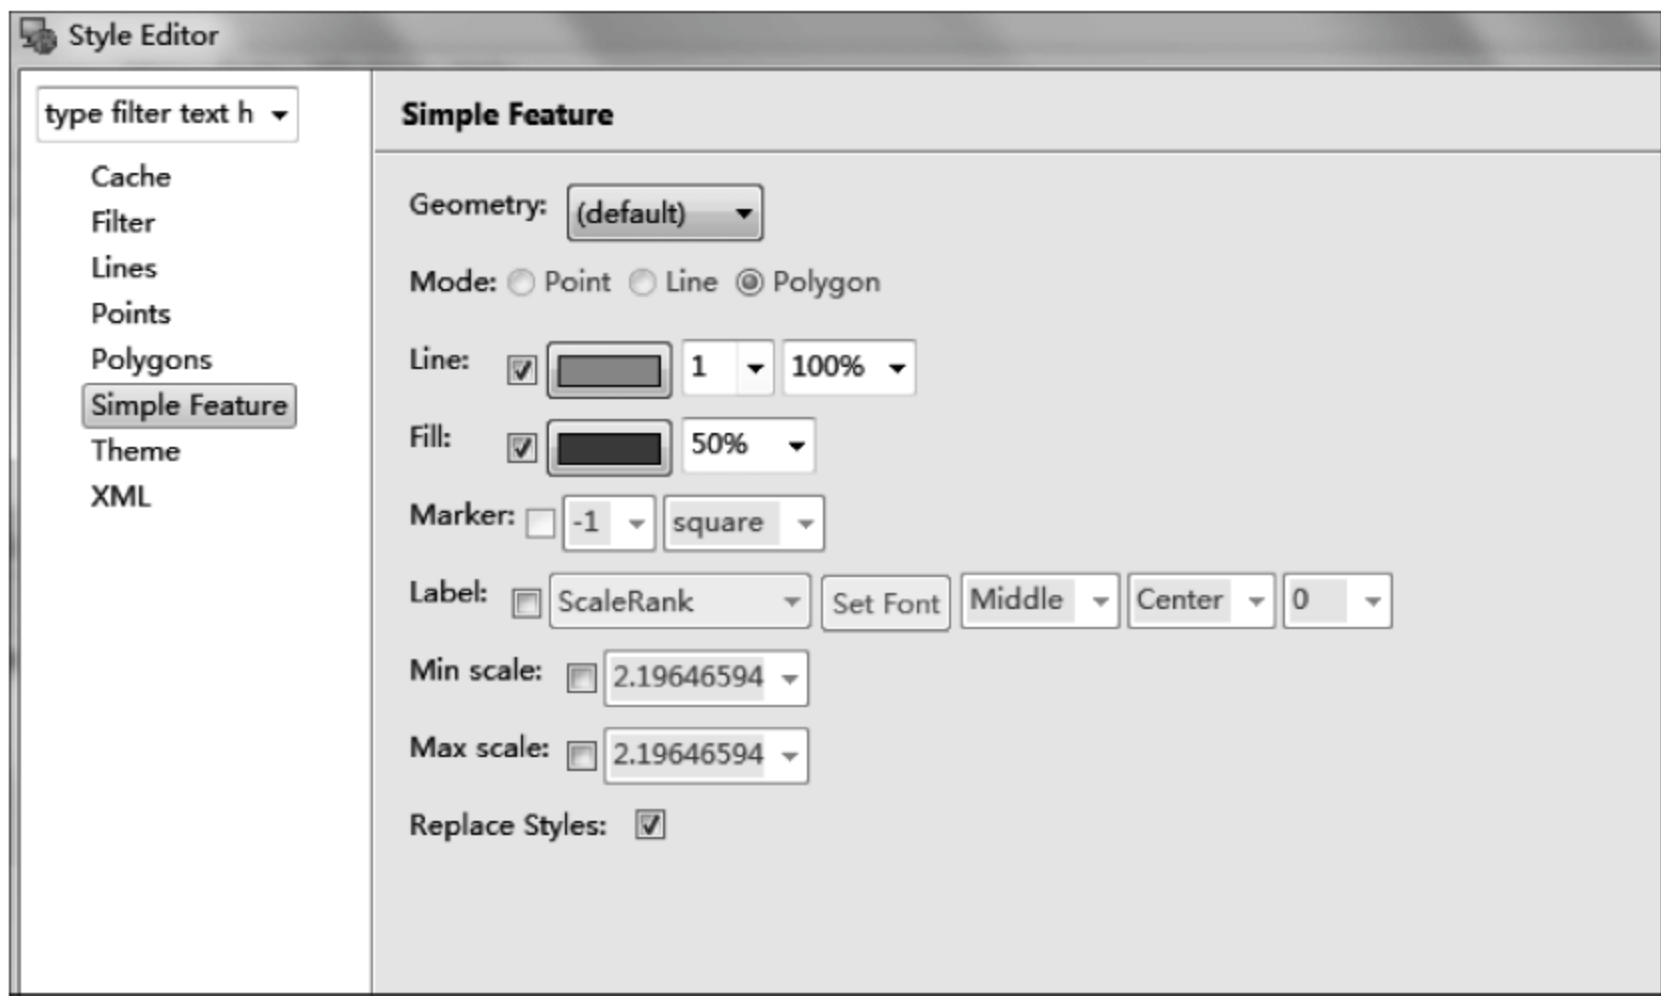 Style Editor
type filter text h
Cache
Filter
Lines
Points
Polygons
Simple Feature
Theme
XML
Simple Feature
Geometry: (default)
Mode: Point Line Polygon
Line: 1 100%
Fill: 50%
Marker: -1 square
Label: ScaleRank Set Font Middle Center 0
Min scale: 2.19646594
Max scale: 2.19646594
Replace Styles: